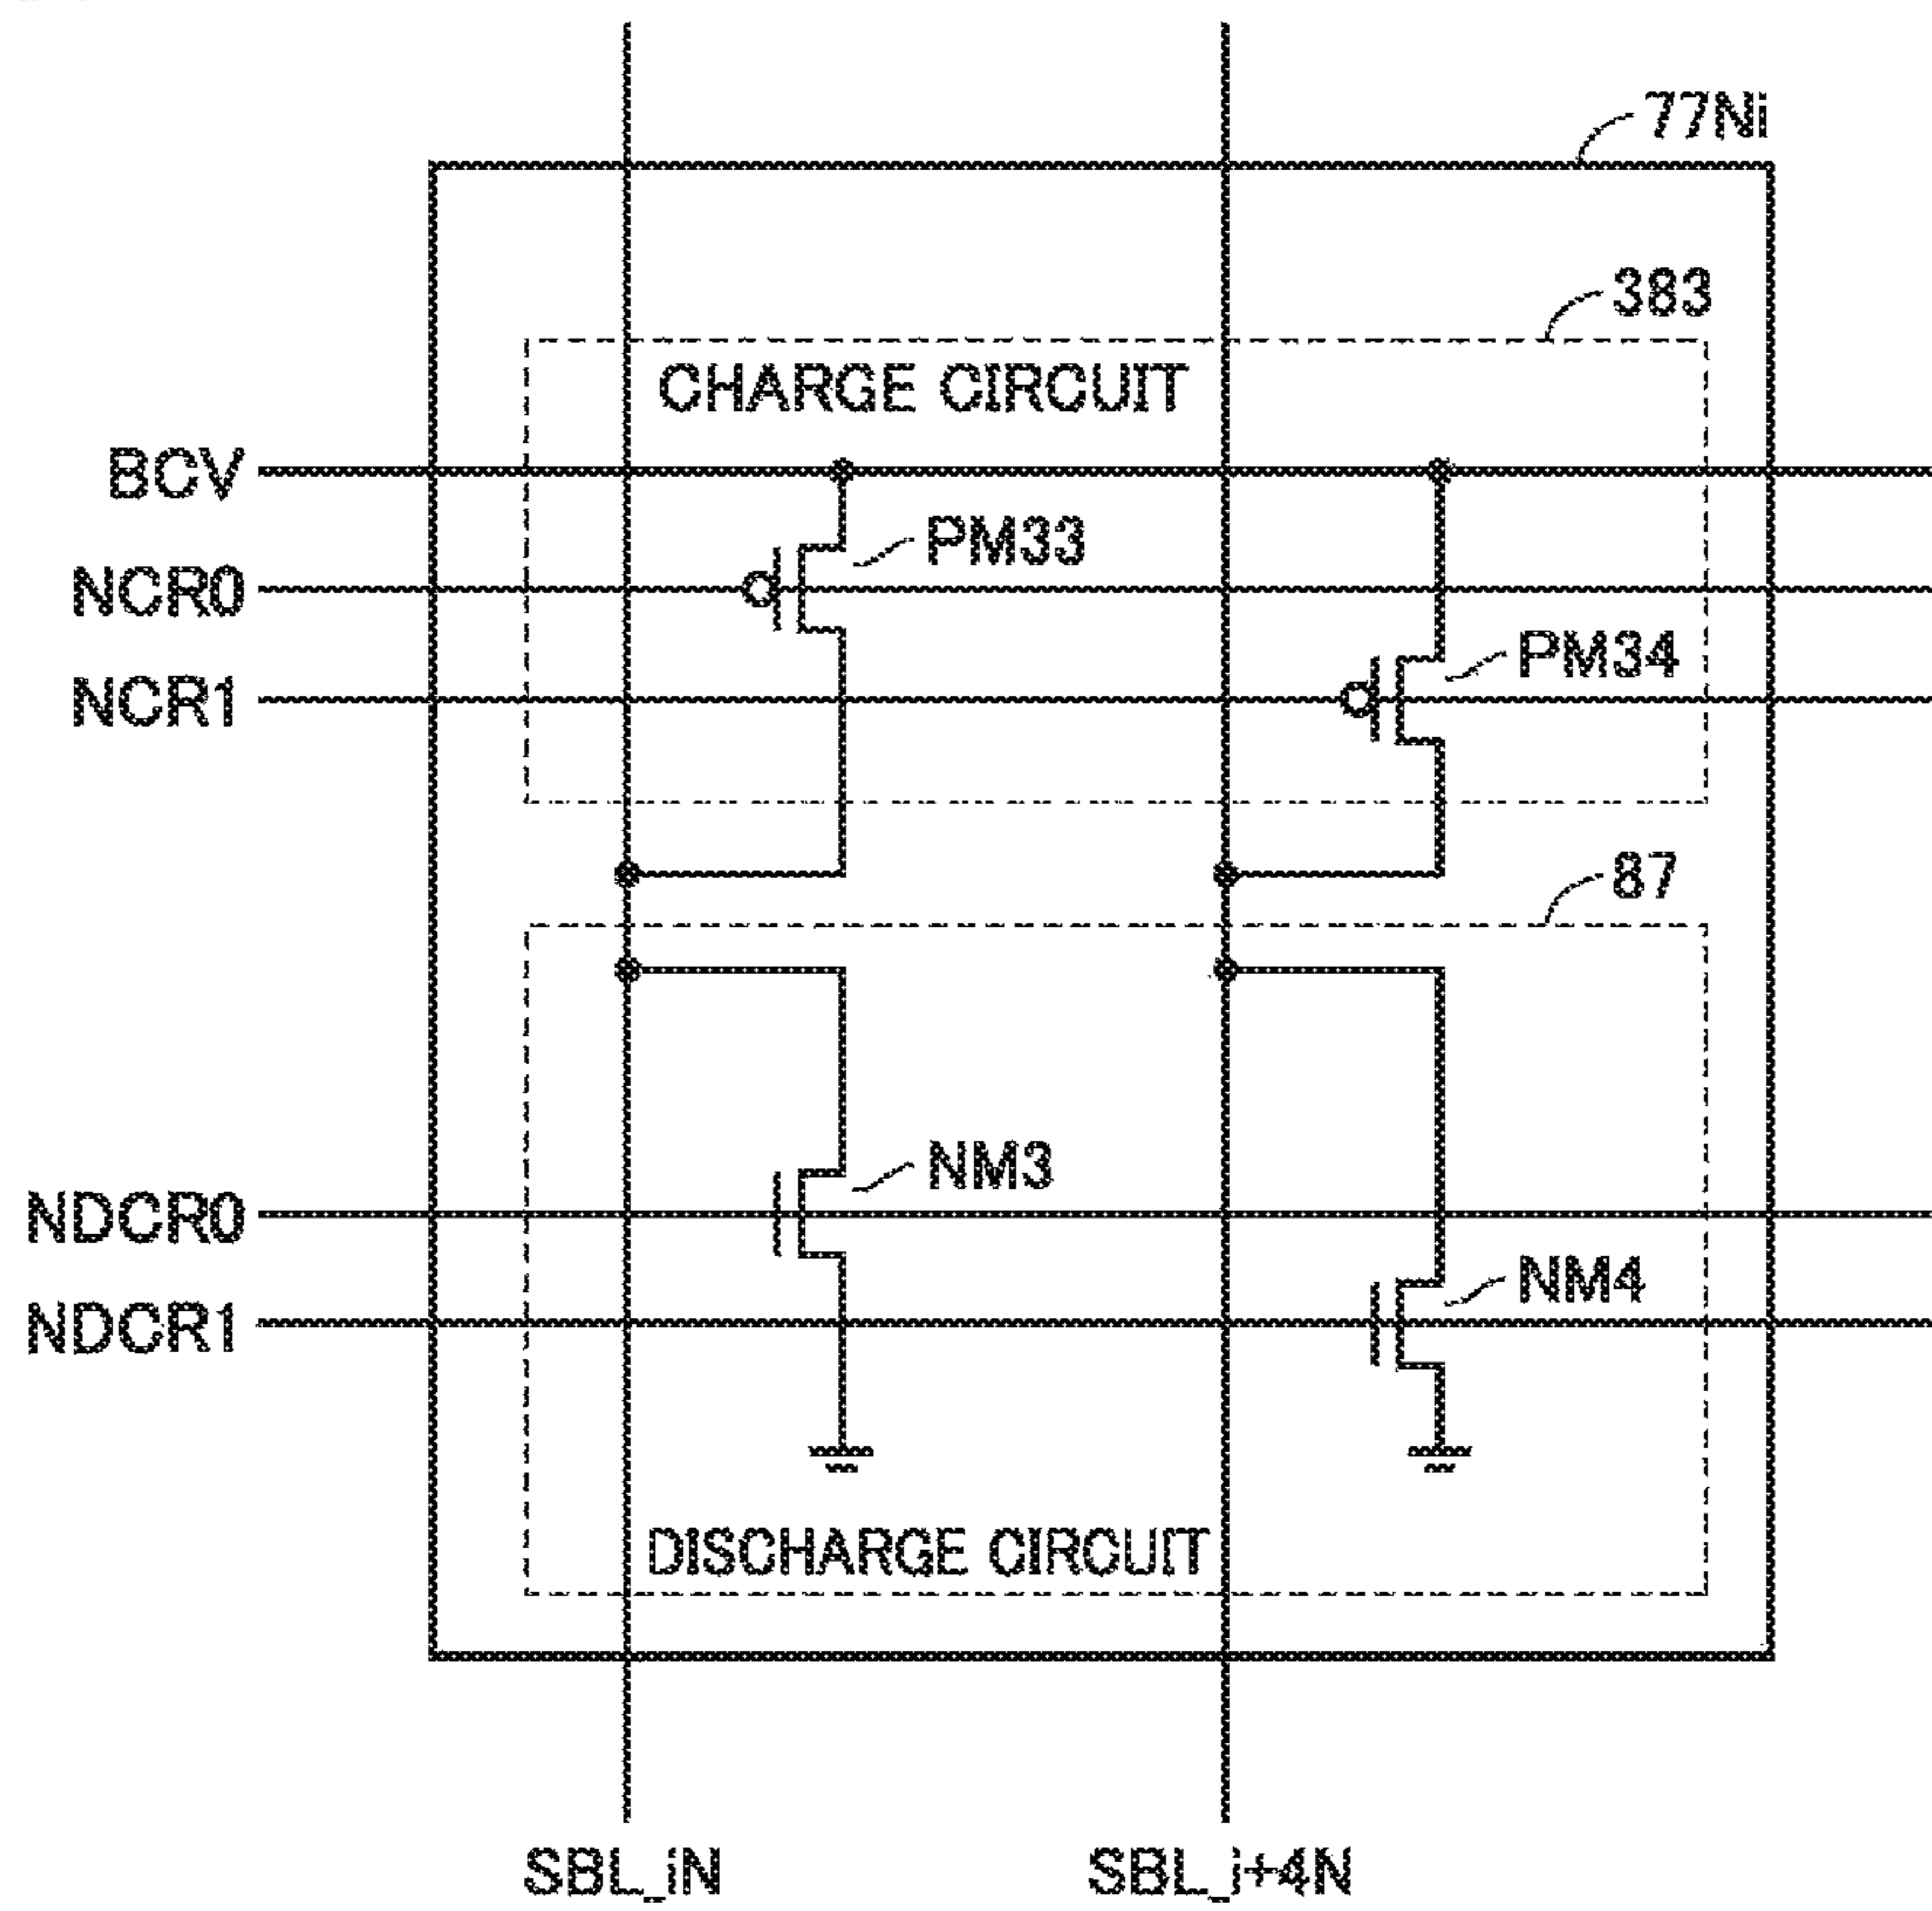 77Ni
383
CHARGE CIRCUIT
BCV
PM33
NCR0
PM34
NCR1
87
NM3
NDCR0
NM4
NDCR1
DISCHARGE CIRCUIT
SBL_iN
SBL_i+4N